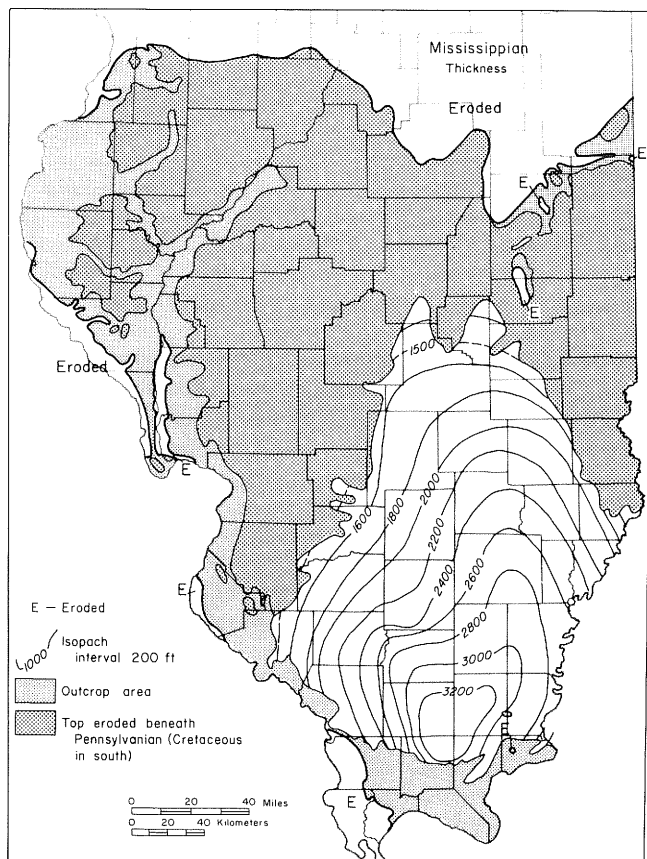 Mississippian
Thickness
Eroded
E
E
E
E
1500
Eroded
E
1600
1800
2000
2200
2400
2600
E
2800
3000
3200
E
E
E – Eroded
1000
Isopach
interval 200 ft
Outcrop area
Top eroded beneath
Pennsylvanian (Cretaceous
in south)
0 20 40 Miles
0 20 40 Kilometers